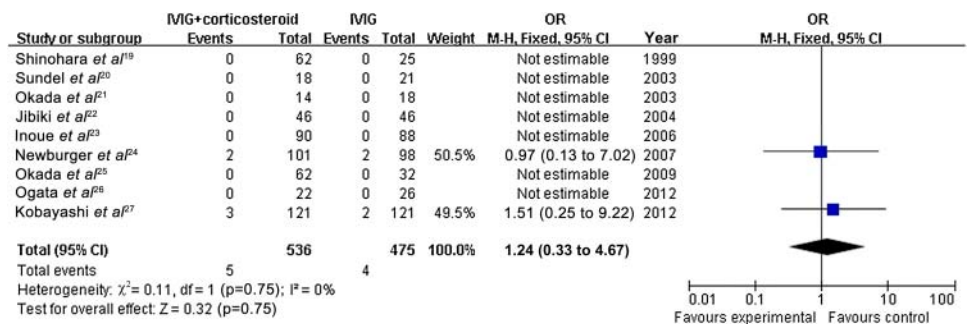 IVIG+corticosteroid IVIG OR OR
Study or subgroup Events Total Events Total Weight M-H, Fixed, 95% CI Year M-H, Fixed, 95% CI
Shinohara et al¹⁹ 0 62 0 25 Not estimable 1999
Sundel et al²⁰ 0 18 0 21 Not estimable 2003
Okada et al²¹ 0 14 0 18 Not estimable 2003
Jibiki et al²² 0 46 0 46 Not estimable 2004
Inoue et al²³ 0 90 0 88 Not estimable 2006
Newburger et al²⁴ 2 101 2 98 50.5% 0.97 (0.13 to 7.02) 2007
Okada et al²⁵ 0 62 0 32 Not estimable 2009
Ogata et al²⁶ 0 22 0 26 Not estimable 2012
Kobayashi et al²⁷ 3 121 2 121 49.5% 1.51 (0.25 to 9.22) 2012
Total (95% CI) 536 475 100.0% 1.24 (0.33 to 4.67)
Total events 5 4
Heterogeneity: χ²= 0.11, df = 1 (p=0.75); I² = 0%
Test for overall effect: Z = 0.32 (p=0.75)
0.01 0.1 1 10 100
Favours experimental Favours control